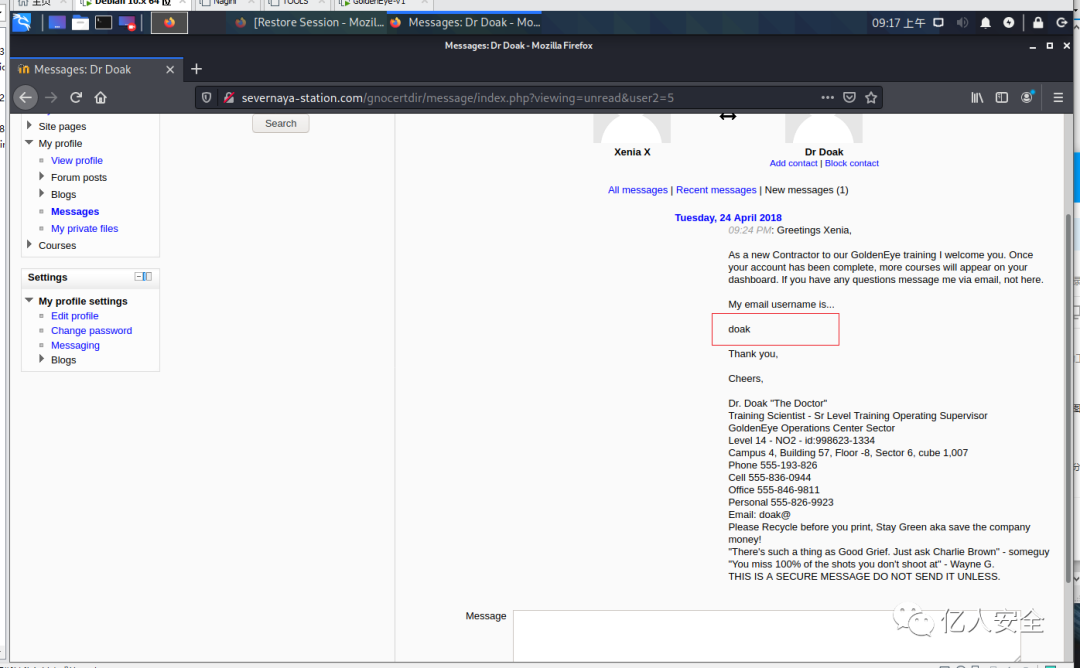 主页
Debian 10.x 64 位
Nagini
TOOLS
GoldenEye-v1
[Restore Session - Mozil...
Messages: Dr Doak - Mo...
09:17 上午
Messages: Dr Doak - Mozilla Firefox
Messages: Dr Doak
severnaya-station.com/gnocertdir/message/index.php?viewing=unread&user2=5
Site pages
My profile
View profile
Forum posts
Blogs
Messages
My private files
Courses
Settings
My profile settings
Edit profile
Change password
Messaging
Blogs
Search
Xenia X
Dr Doak
Add contact | Block contact
All messages | Recent messages | New messages (1)
Tuesday, 24 April 2018
09:24 PM: Greetings Xenia,
As a new Contractor to our GoldenEye training I welcome you. Once
your account has been complete, more courses will appear on your
dashboard. If you have any questions message me via email, not here.
My email username is...
doak
Thank you,
Cheers,
Dr. Doak "The Doctor"
Training Scientist - Sr Level Training Operating Supervisor
GoldenEye Operations Center Sector
Level 14 - NO2 - id:998623-1334
Campus 4, Building 57, Floor -8, Sector 6, cube 1,007
Phone 555-193-826
Cell 555-836-0944
Office 555-846-9811
Personal 555-826-9923
Email: doak@
Please Recycle before you print, Stay Green aka save the company
money!
"There's such a thing as Good Grief. Just ask Charlie Brown" - someguy
"You miss 100% of the shots you don't shoot at" - Wayne G.
THIS IS A SECURE MESSAGE DO NOT SEND IT UNLESS.
Message
亿人安全